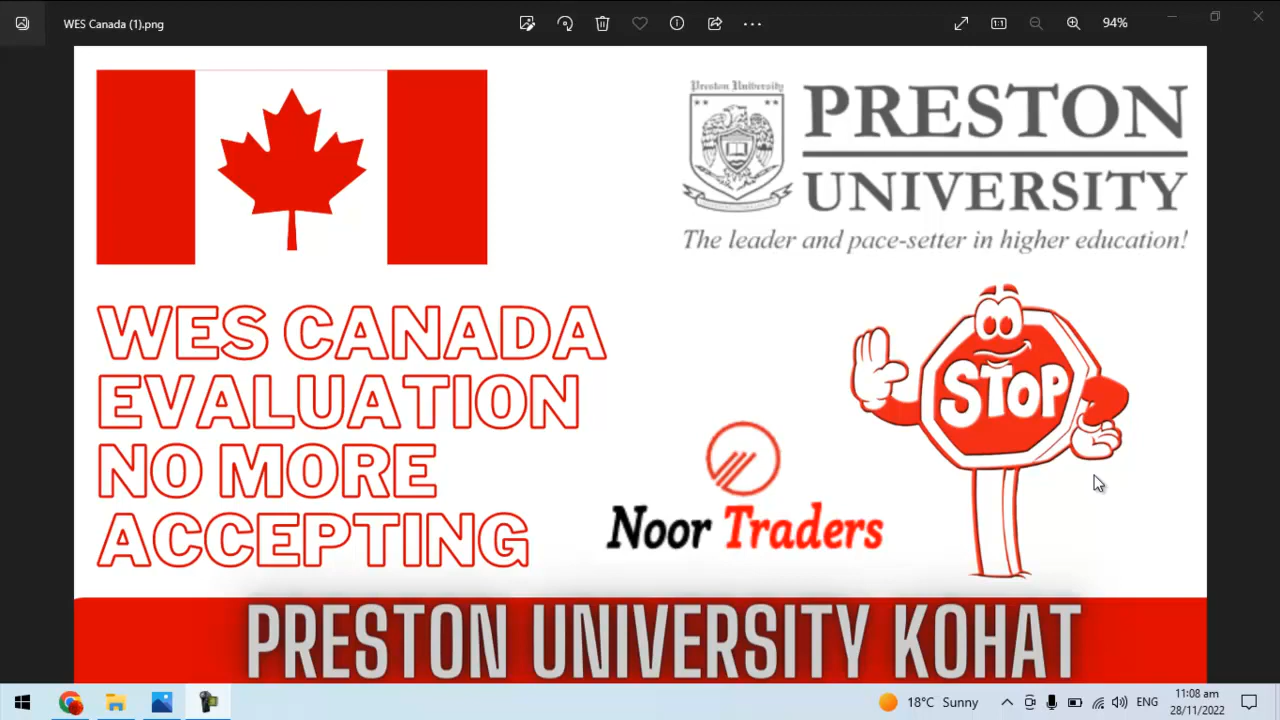 WES Canada (1).png
94%
Preston University
PRESTON
UNIVERSITY
The leader and pace-setter in higher education!
WES CANADA
EVALUATION
NO MORE
ACCEPTING
STOP
Noor Traders
PRESTON UNIVERSITY KOHAT
18°C Sunny
ENG
11:08 am
28/11/2022